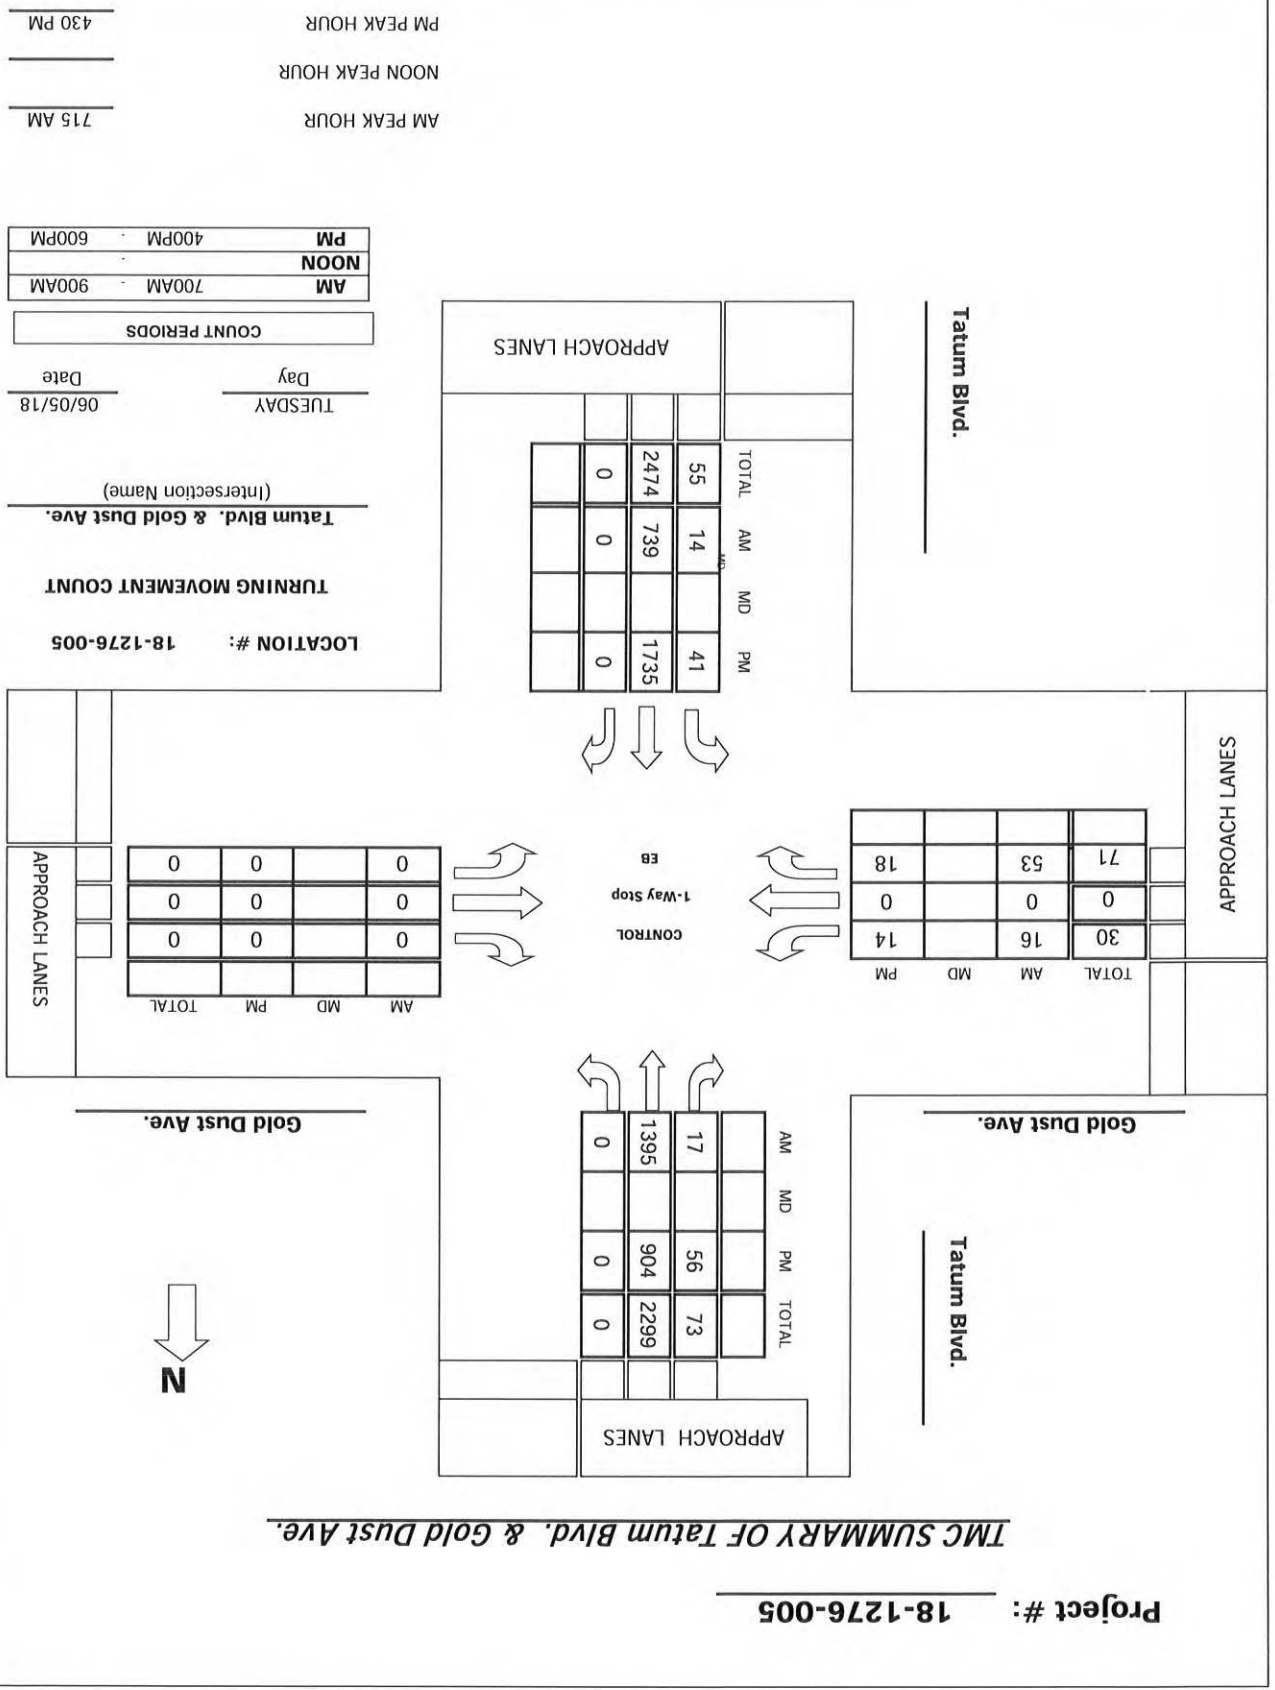 Project #: 18-1276-005
TMC SUMMARY OF Tatum Blvd. & Gold Dust Ave.
APPROACH LANES
Tatum Blvd.
N
0 2299 73 TOTAL
0 904 56 PM
MD
0 1395 17 AM
Gold Dust Ave.
Gold Dust Ave.
APPROACH LANES
TOTAL AM MD PM
30 16 14
0 0 0
71 53 18
CONTROL
1-Way Stop
EB
AM MD PM TOTAL
0 0 0
0 0 0
0 0 0
APPROACH LANES
0 1735 41 PM
MD
0 739 14 AM
MD
0 2474 55 TOTAL
APPROACH LANES
Tatum Blvd.
LOCATION #: 18-1276-005
TURNING MOVEMENT COUNT
Tatum Blvd. & Gold Dust Ave.
(Intersection Name)
TUESDAY 06/05/18
Day Date
COUNT PERIODS
AM 700AM - 900AM
NOON -
PM 400PM - 600PM
AM PEAK HOUR 715 AM
NOON PEAK HOUR
PM PEAK HOUR 430 PM